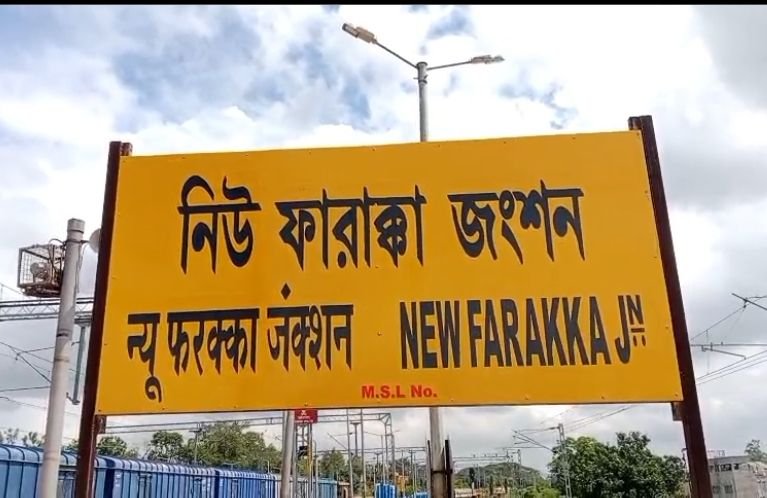 নিউ ফারাক্কা জংশন
न्यू फरक्का जंक्शन NEW FARAKKA JN
M.S.L No.